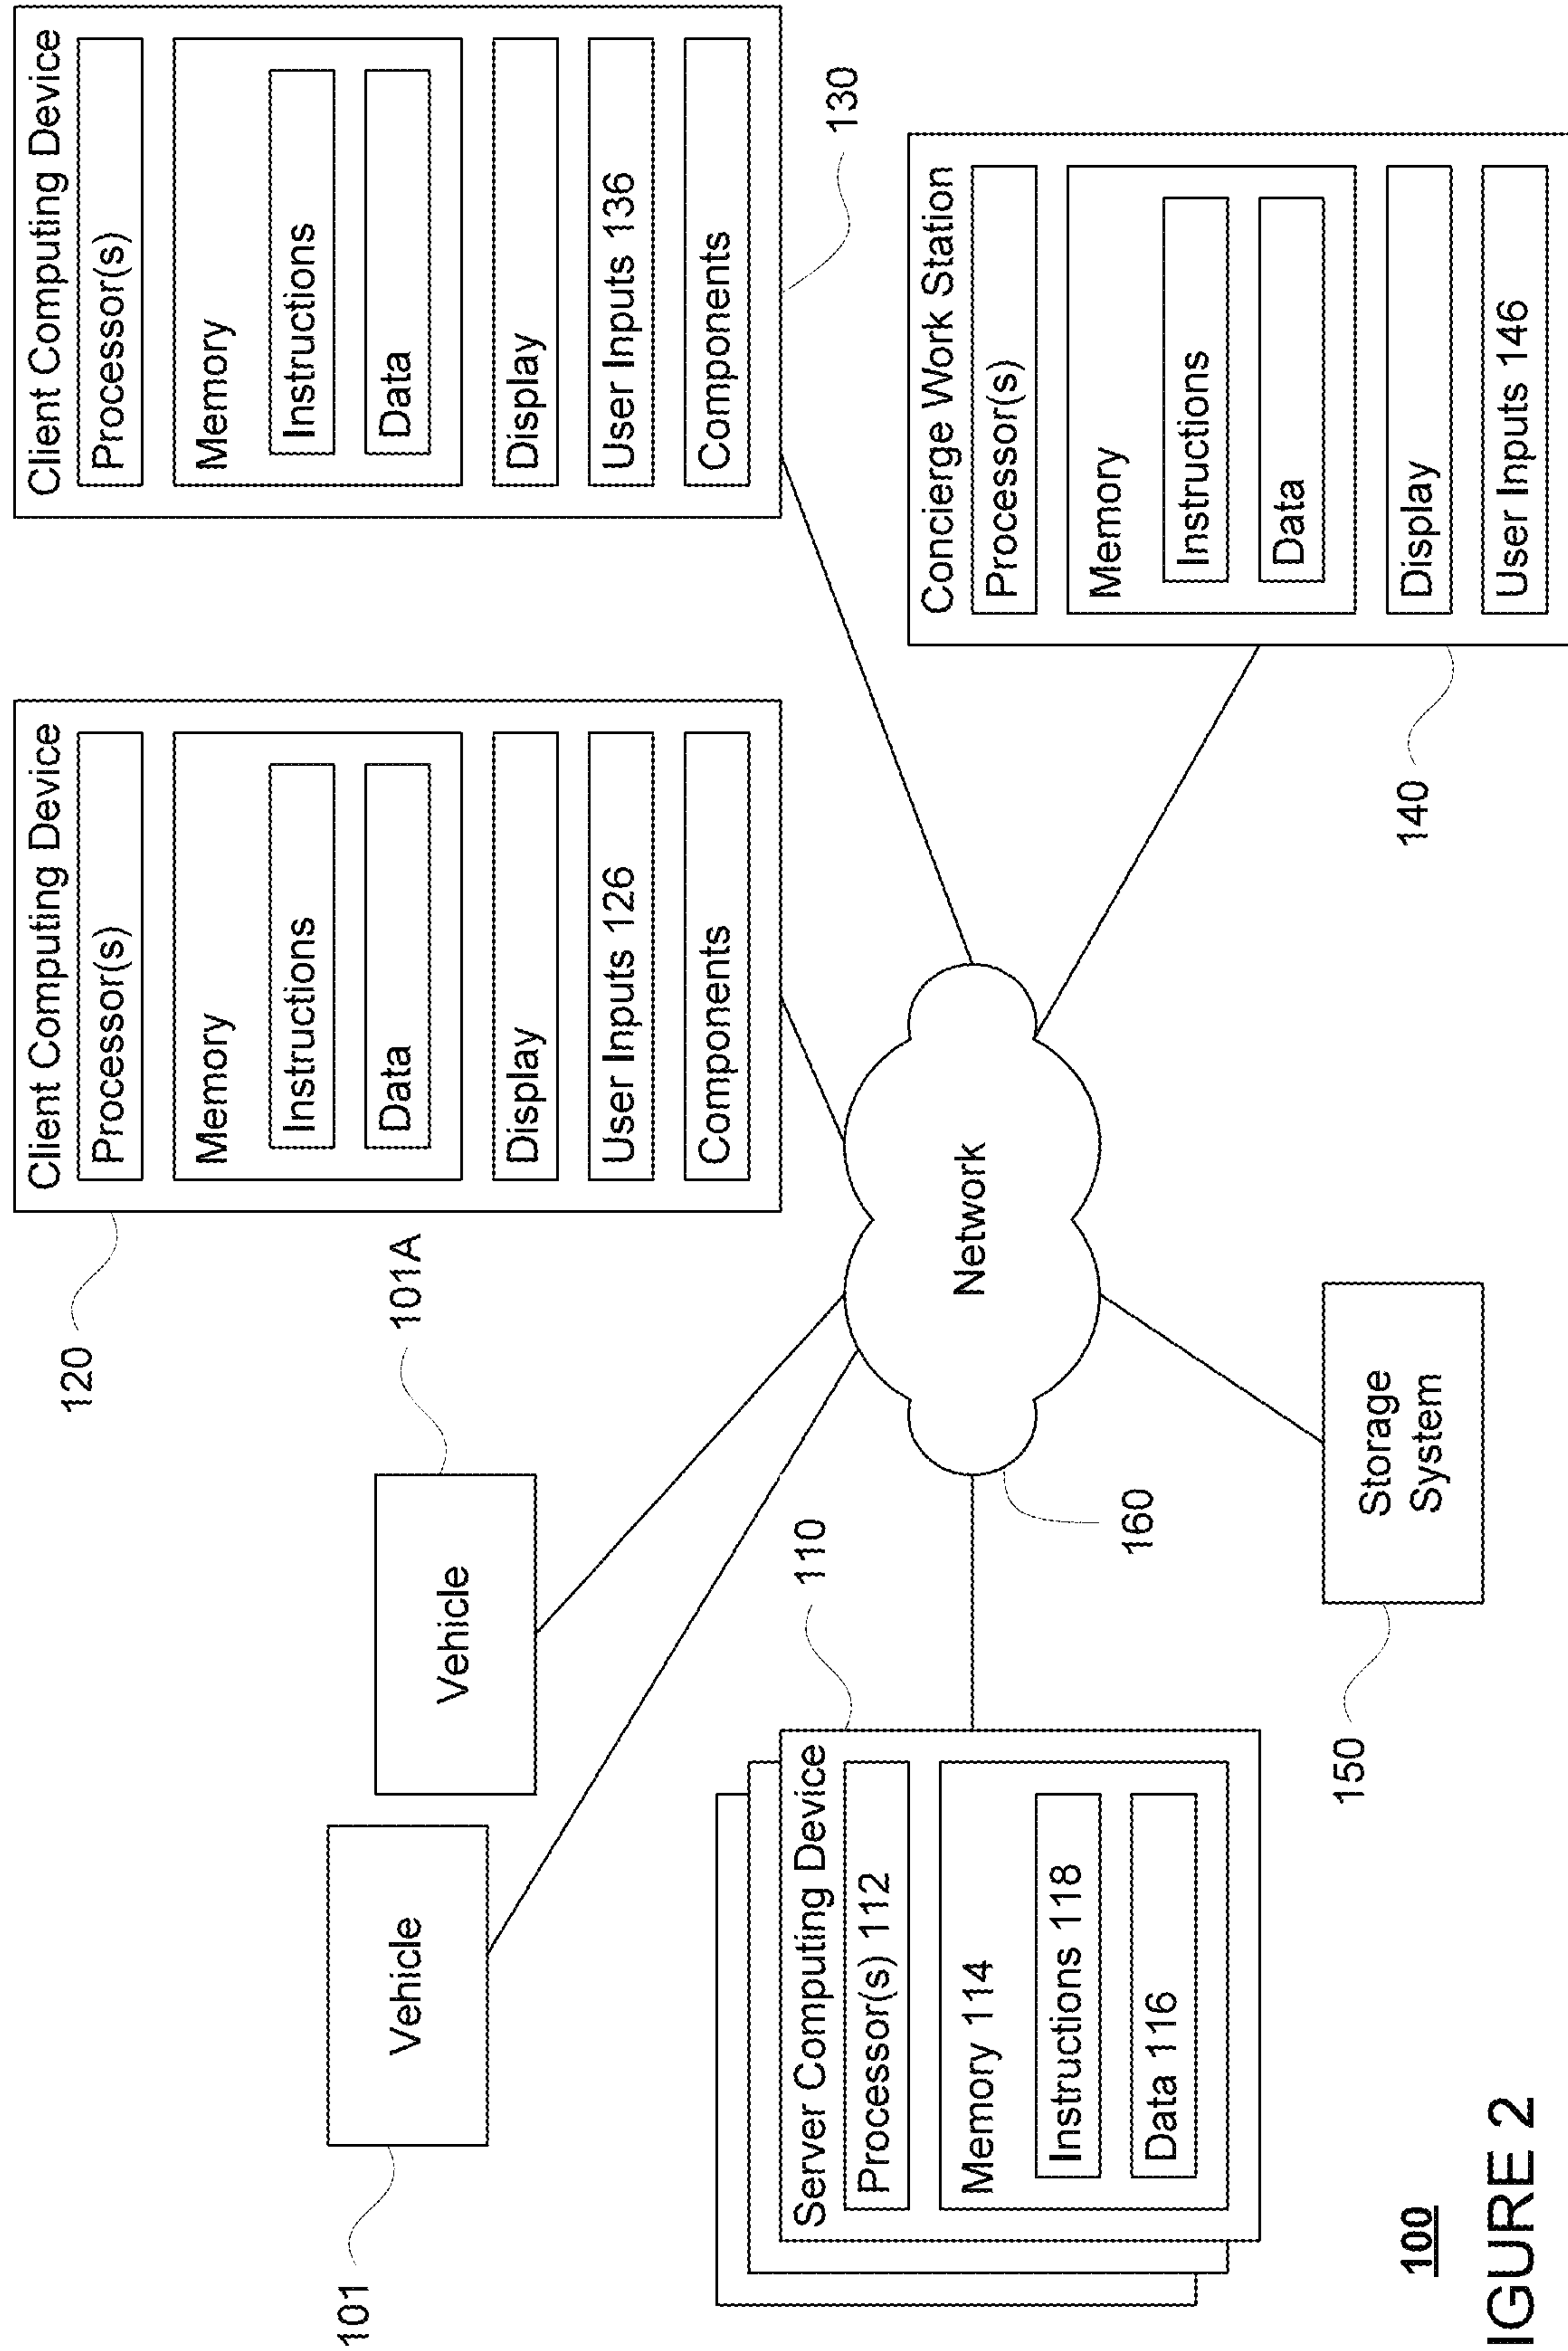 Vehicle
101
Vehicle
101A
Client Computing Device
Processor(s)
Memory
Instructions
Data
Display
User Inputs 126
Components
120
Client Computing Device
Processor(s)
Memory
Instructions
Data
Display
User Inputs 136
Components
130
Server Computing Device
Processor(s) 112
Memory 114
Instructions 118
Data 116
110
Network
160
Storage
System
150
Concierge Work Station
Processor(s)
Memory
Instructions
Data
Display
User Inputs 146
140
100
IGURE 2